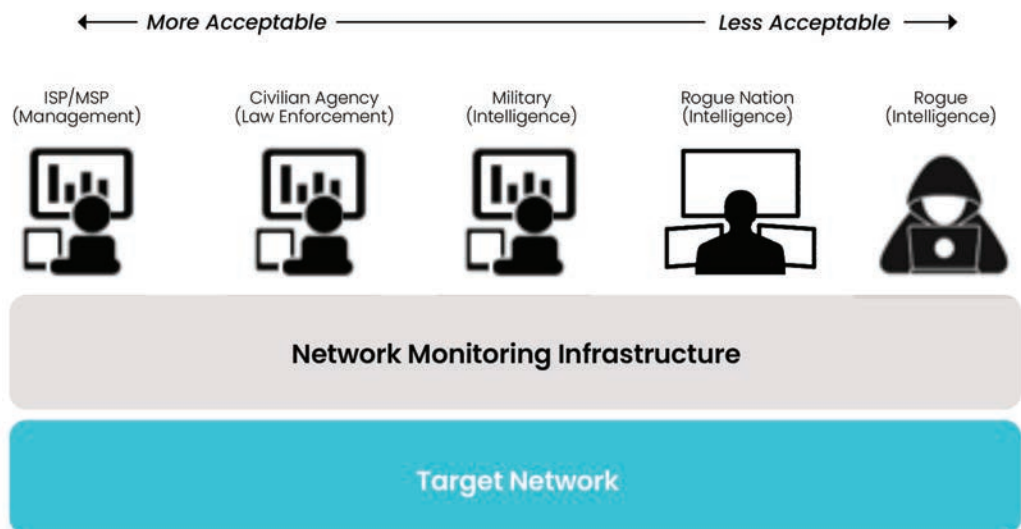 More Acceptable
Less Acceptable
ISP/MSP
(Management)
Civilian Agency
(Law Enforcement)
Military
(Intelligence)
Rogue Nation
(Intelligence)
Rogue
(Intelligence)
Network Monitoring Infrastructure
Target Network